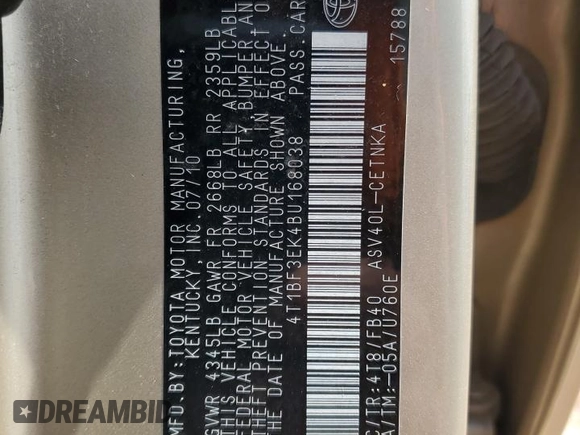 MFD.BY:TOYOTA MOTOR MANUFACTURING,
KENTUCKY, INC. 07/10
GVWR 4345LB GAWR FR 2668LB RR 2359LB
THIS VEHICLE CONFORMS TO ALL APPLICABL
FEDERAL MOTOR VEHICLE SAFETY BUMPER AN
THEFT PREVENTION STANDARDS IN EFFECT O
DATE OF MANUFACTURE SHOWN ABOVE.
4T1BF3EK4BU168038 PASS.CAR
C/TR:4T8/FB40 ASV40L-CETNKA
A/TM:-05A/U760E 15788
DREAMBID